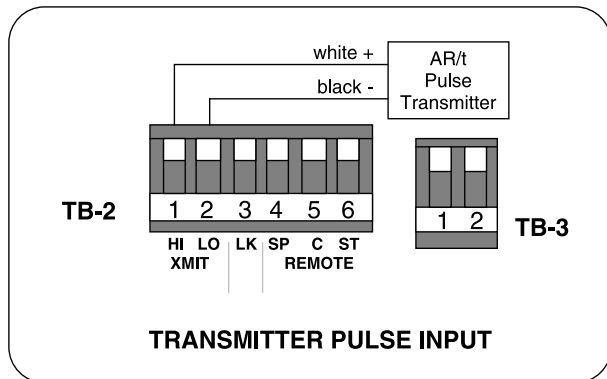 white +
AR/t
Pulse
Transmitter
black -
TB-2
1 2 3 4 5 6
1 2
TB-3
HI LO LK SP C ST
XMIT REMOTE
TRANSMITTER PULSE INPUT